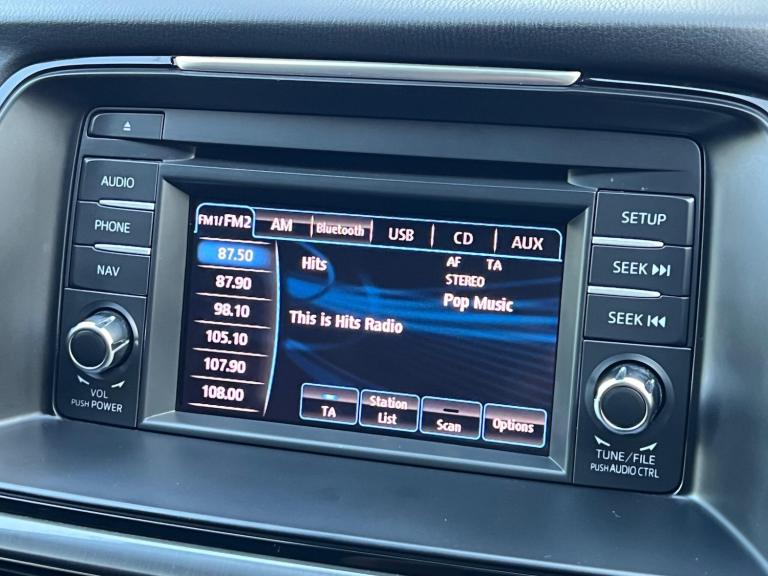 AUDIO
PHONE
NAV
VOL
PUSH POWER
FM1/FM2 AM Bluetooth USB CD AUX
87.50
87.90
98.10
105.10
107.90
108.00
Hits
AF TA
STEREO
Pop Music
This is Hits Radio
TA
Station
List
Scan
Options
SETUP
SEEK
SEEK
TUNE/FILE
PUSH AUDIO CTRL